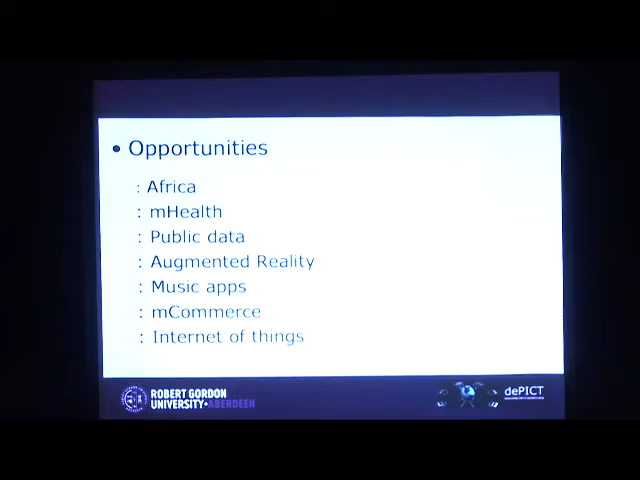 • Opportunities
: Africa
: mHealth
: Public data
: Augmented Reality
: Music apps
: mCommerce
: Internet of things
ROBERT GORDON
UNIVERSITY•ABERDEEN
dePICT